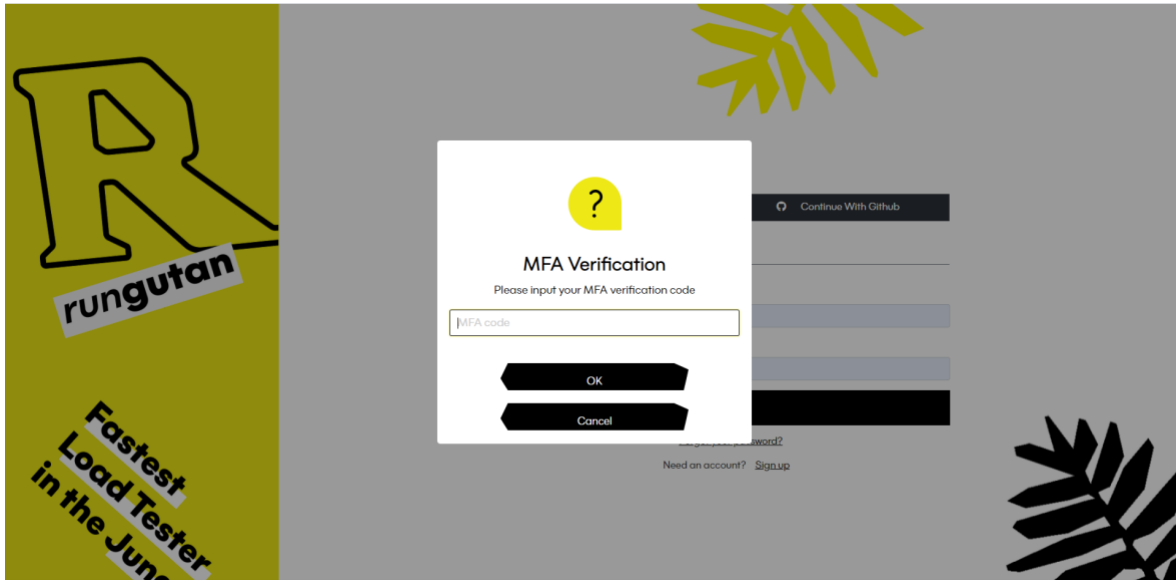 R
rungutan
Fastest
Load Tester
in the
?
MFA Verification
Please input your MFA verification code
MFA code
OK
Cancel
Continue With Github
password?
Need an account? Sign up